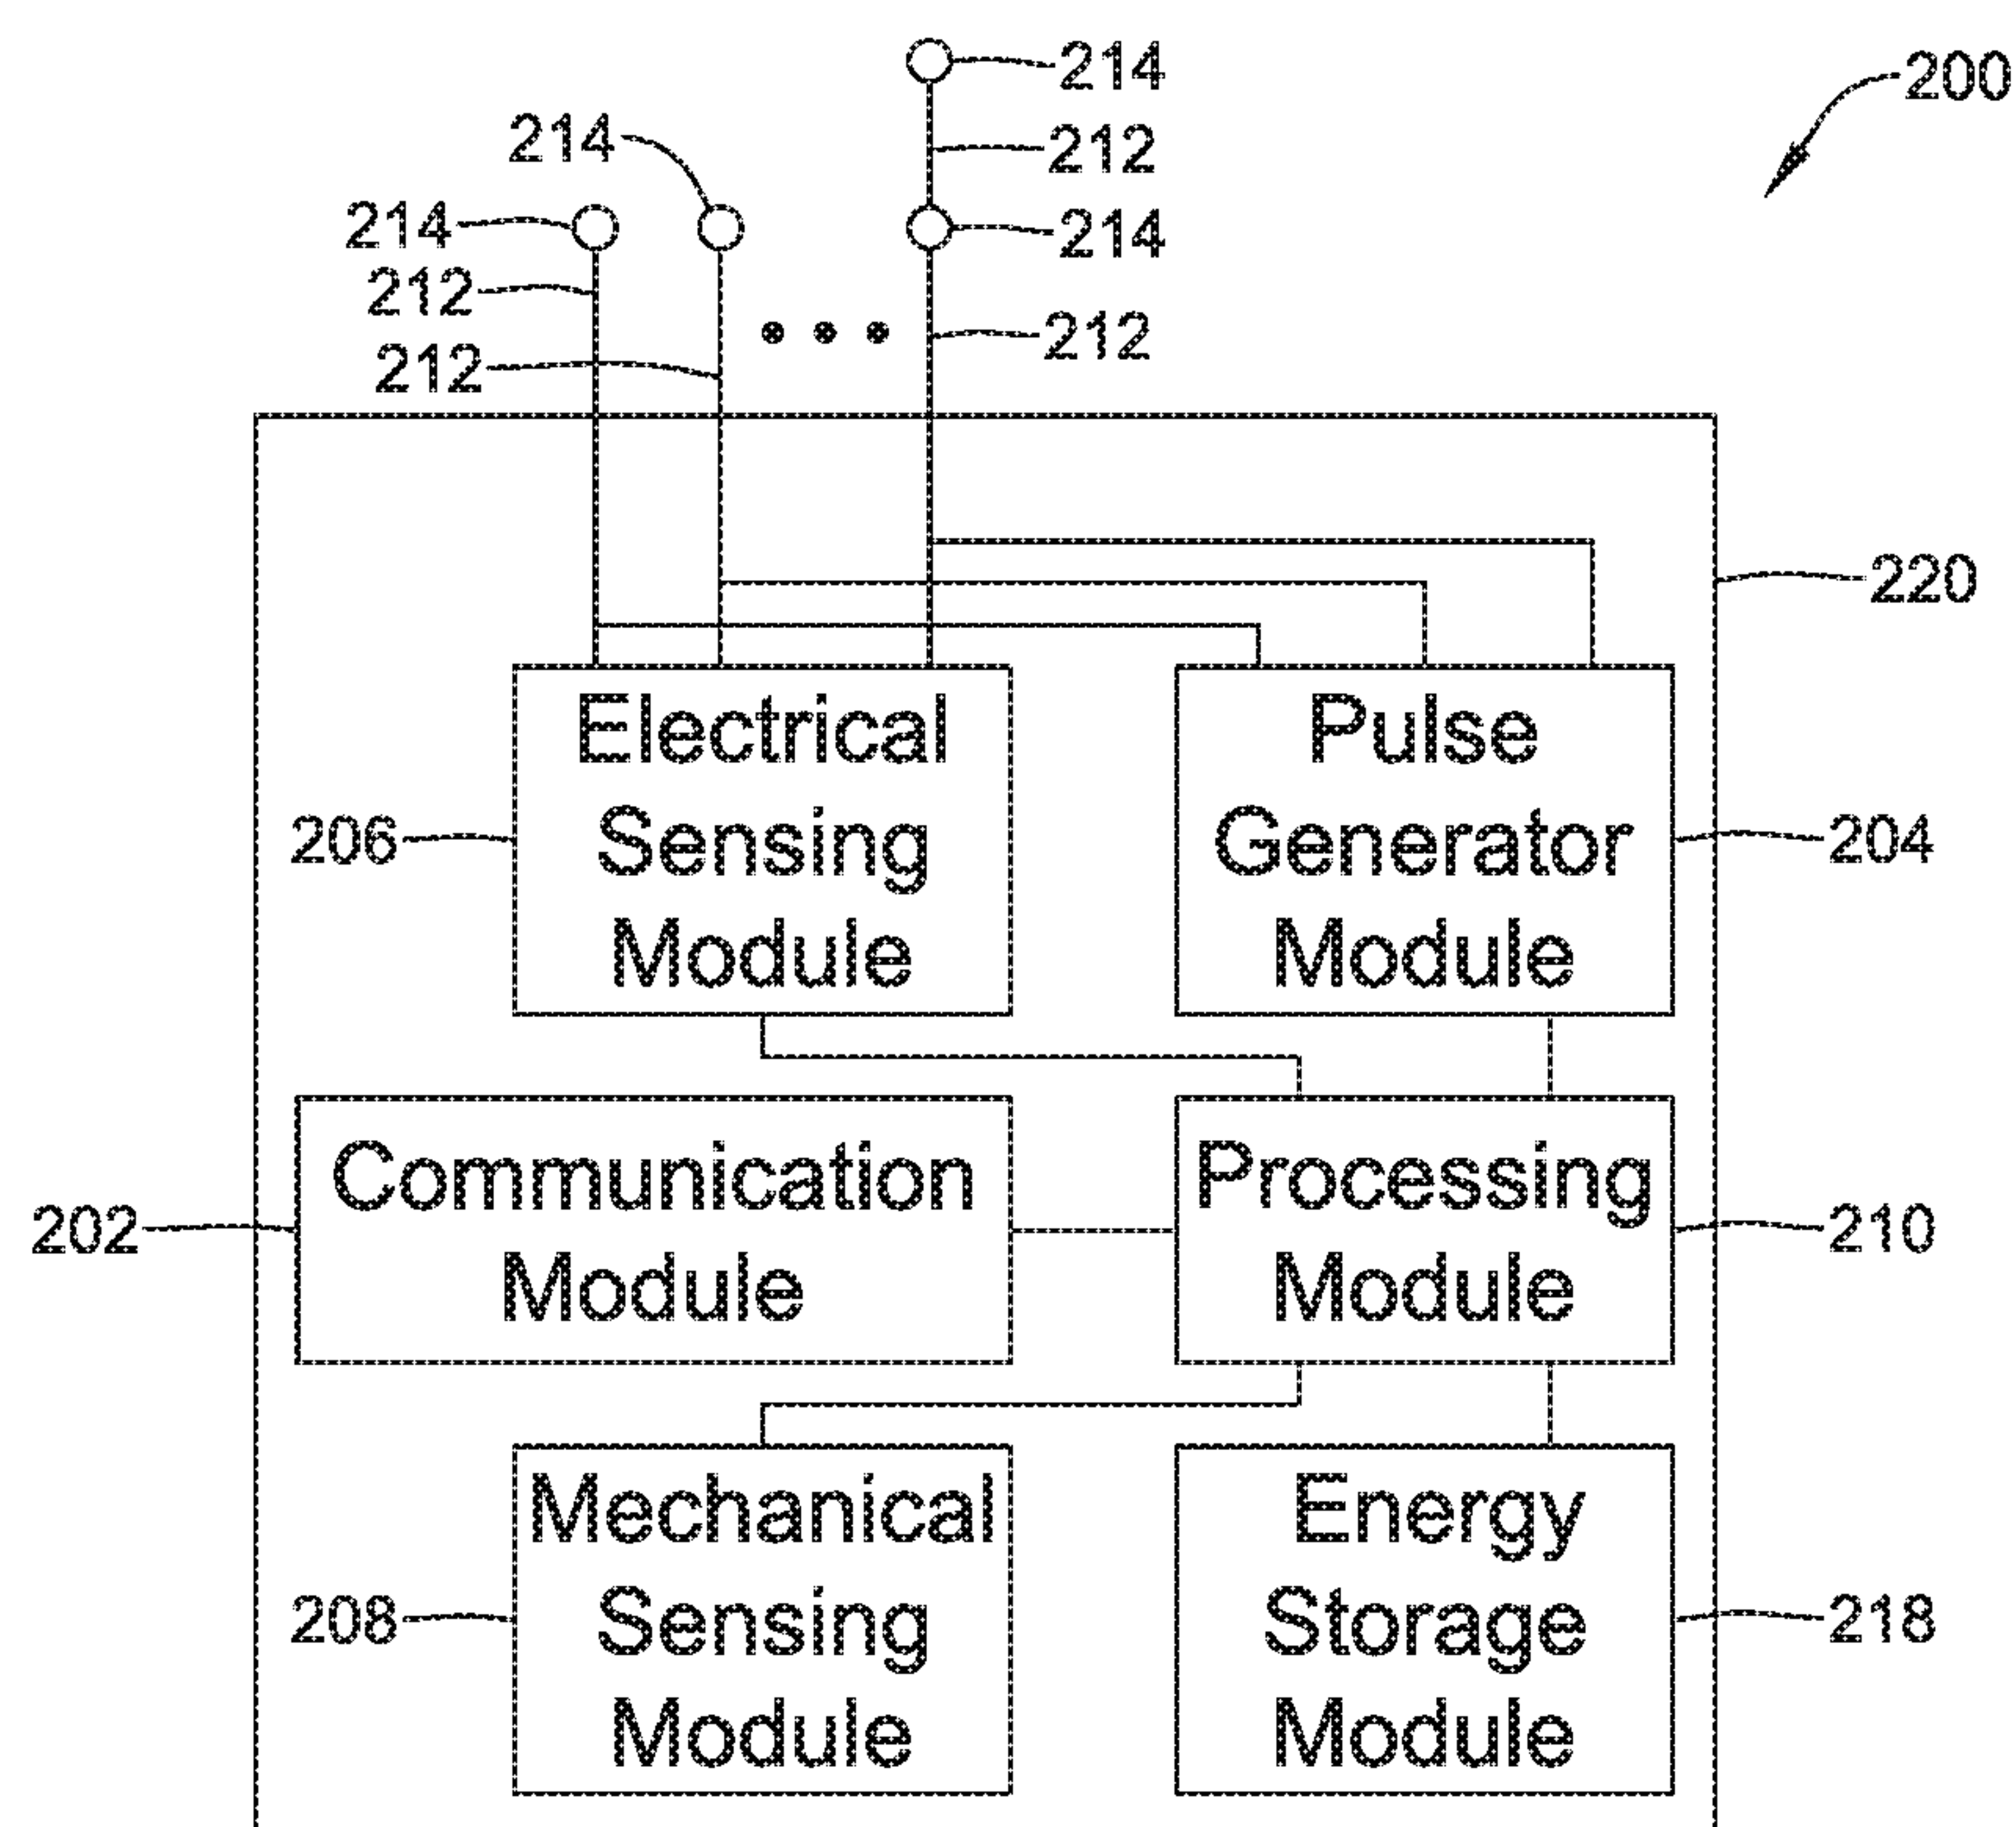 214
200
212
214
214
214
212
212
212
220
Electrical
Sensing
Module
206
Pulse
Generator
Module
204
Communication
Module
202
Processing
Module
210
Mechanical
Sensing
Module
208
Energy
Storage
Module
218